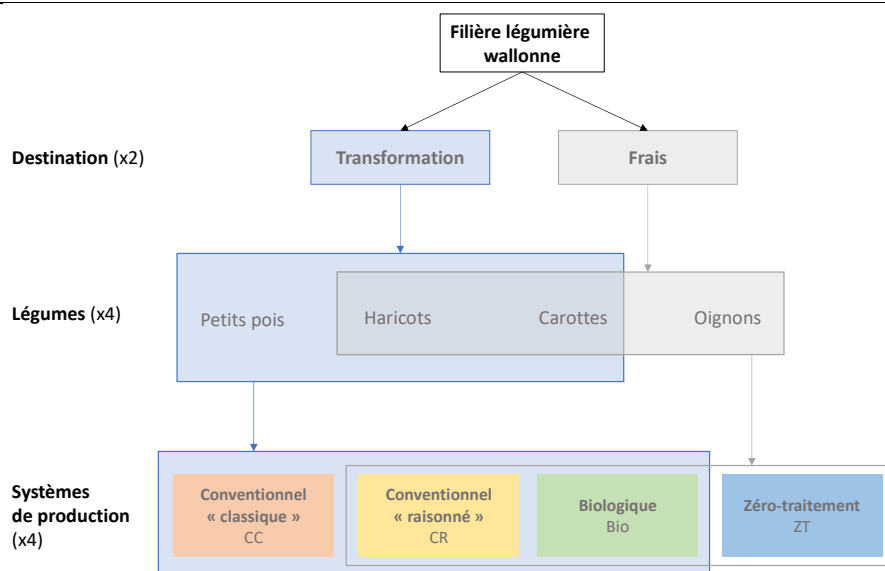 Filière légumière
wallonne
Destination (x2)
Transformation
Frais
Légumes (x4)
Petits pois
Haricots
Carottes
Oignons
Systèmes
de production
(x4)
Conventionnel
« classique »
CC
Conventionnel
« raisonné »
CR
Biologique
Bio
Zéro-traitement
ZT